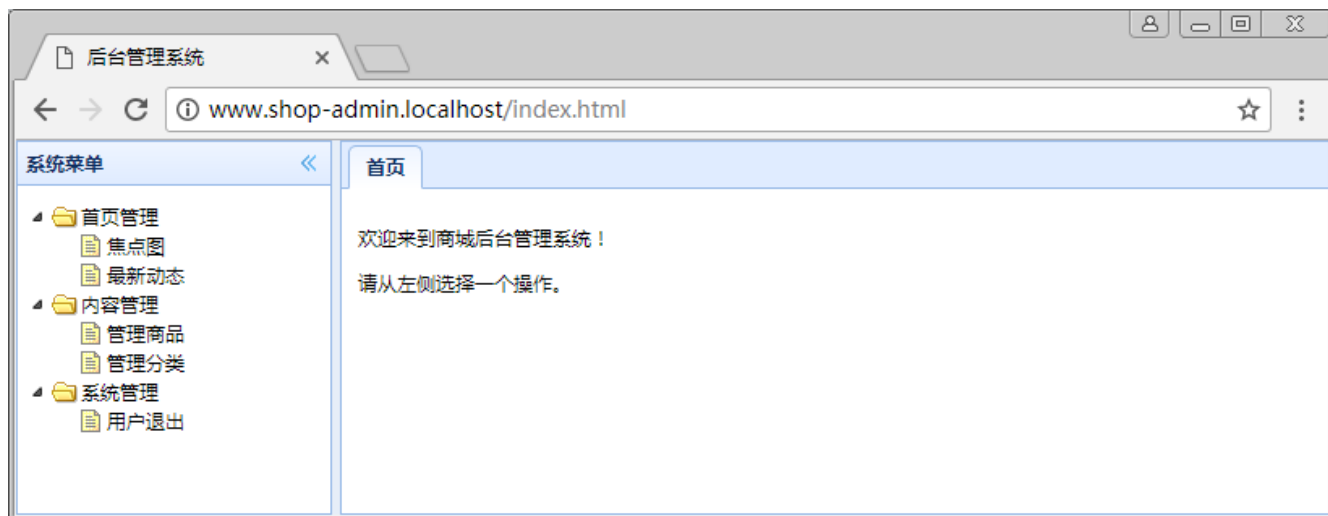 后台管理系统
www.shop-admin.localhost/index.html
系统菜单
首页管理
焦点图
最新动态
内容管理
管理商品
管理分类
系统管理
用户退出
首页
欢迎来到商城后台管理系统！
请从左侧选择一个操作。